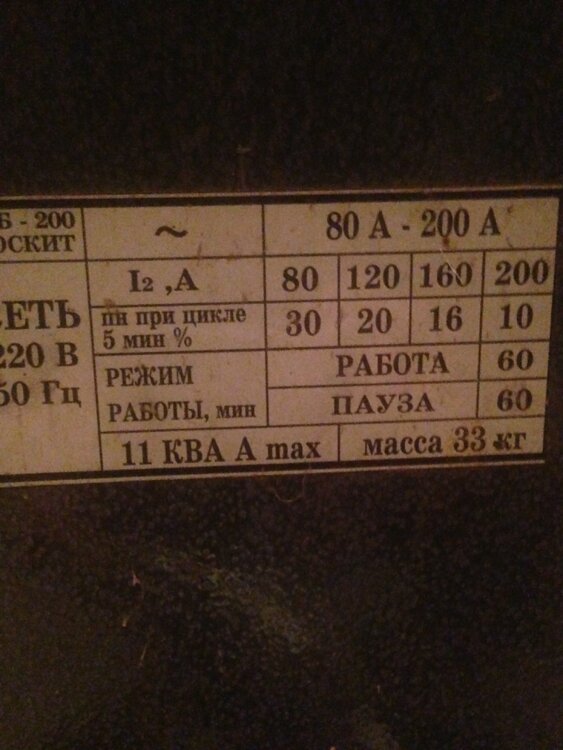 Б - 200 ~ 80 А - 200 А
ОСКИТ
I2 ,А 80 120 160 200
СЕТЬ пн при цикле 30 20 16 10
5 мин %
220 В РЕЖИМ РАБОТА 60
50 Гц РАБОТЫ, мин ПАУЗА 60
11 КВА А max масса 33 кг